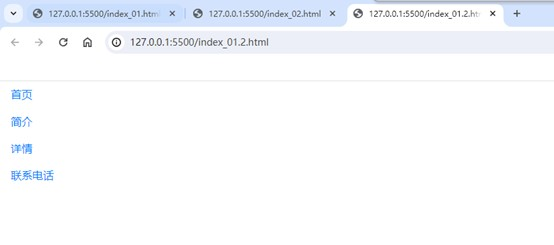 127.0.0.1:5500/index_01.html
127.0.0.1:5500/index_02.html
127.0.0.1:5500/index_01.2.ht
127.0.0.1:5500/index_01.2.html
首页
简介
详情
联系电话